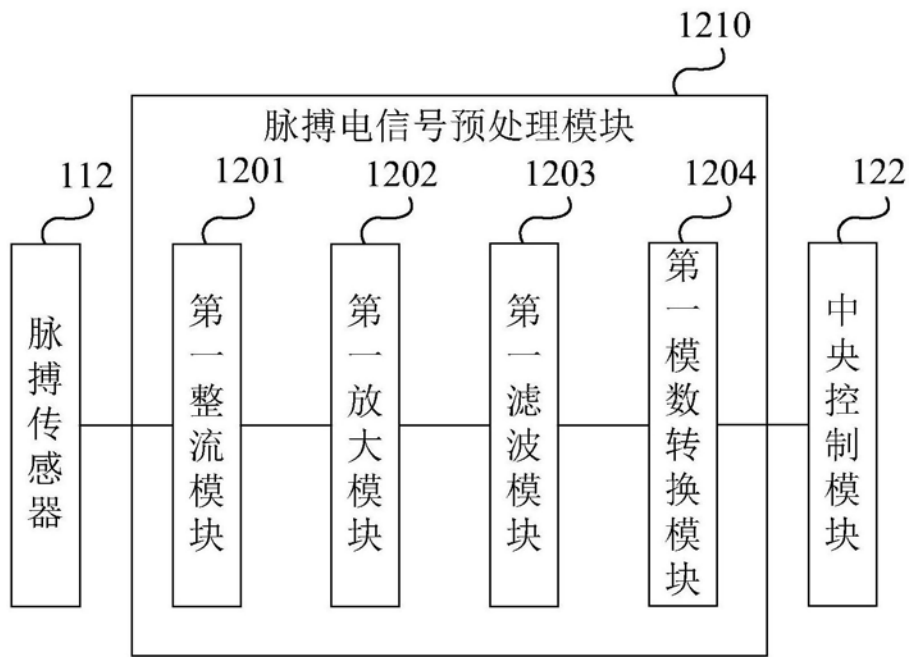 1210
脉搏电信号预处理模块
112
1201
1202
1203
1204
122
脉搏传感器
第一整流模块
第一放大模块
第一滤波模块
第一模数转换模块
中央控制模块